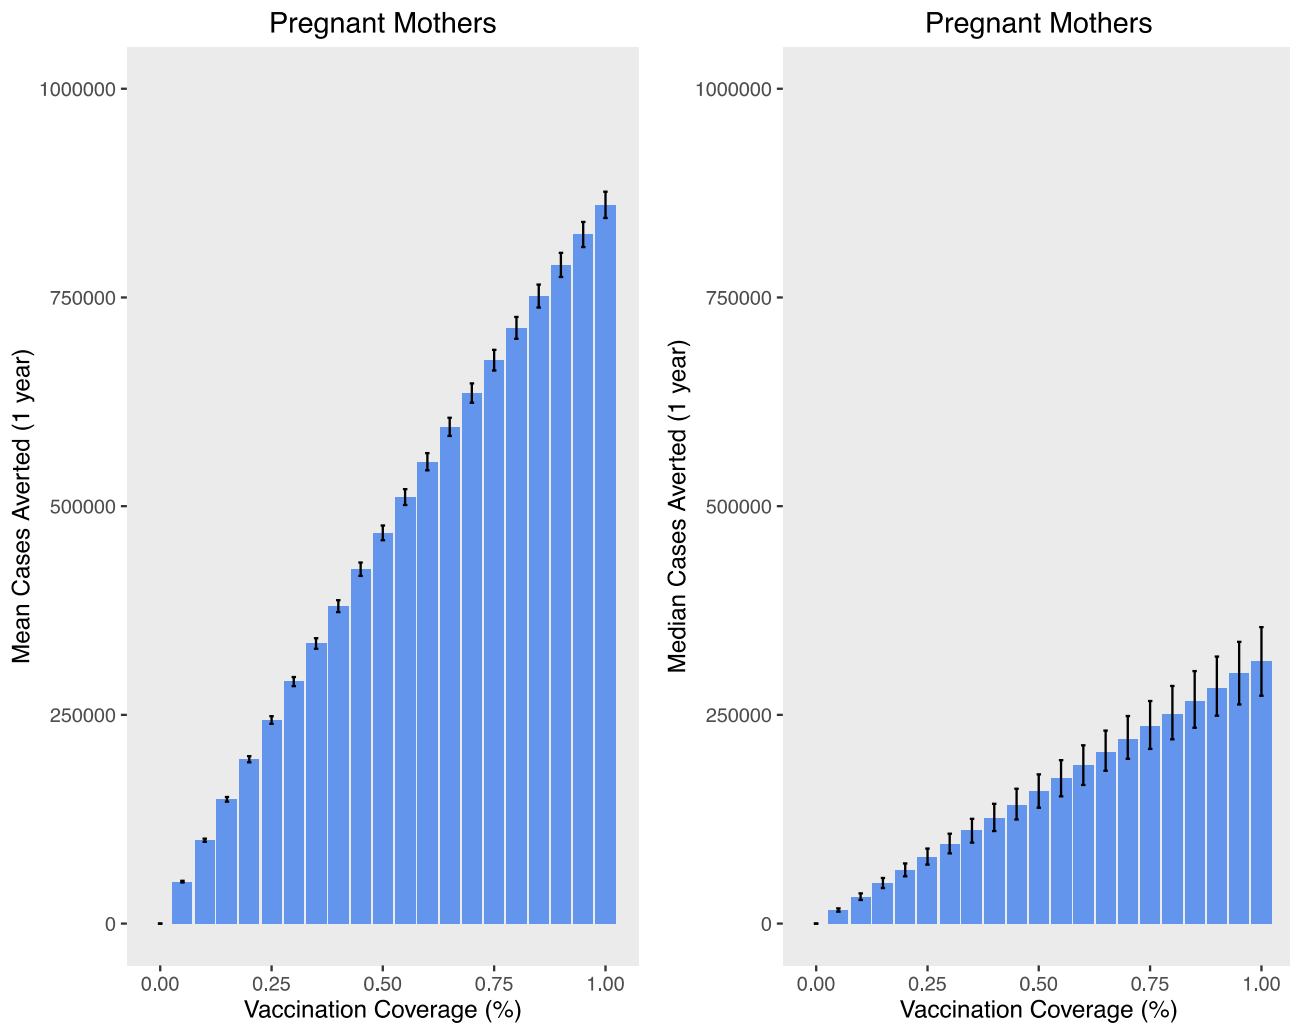 Pregnant Mothers
1000000
750000
500000
250000
0
Mean Cases Averted (1 year)
0.00 0.25 0.50 0.75 1.00
Vaccination Coverage (%)
Pregnant Mothers
1000000
750000
500000
250000
0
Median Cases Averted (1 year)
0.00 0.25 0.50 0.75 1.00
Vaccination Coverage (%)